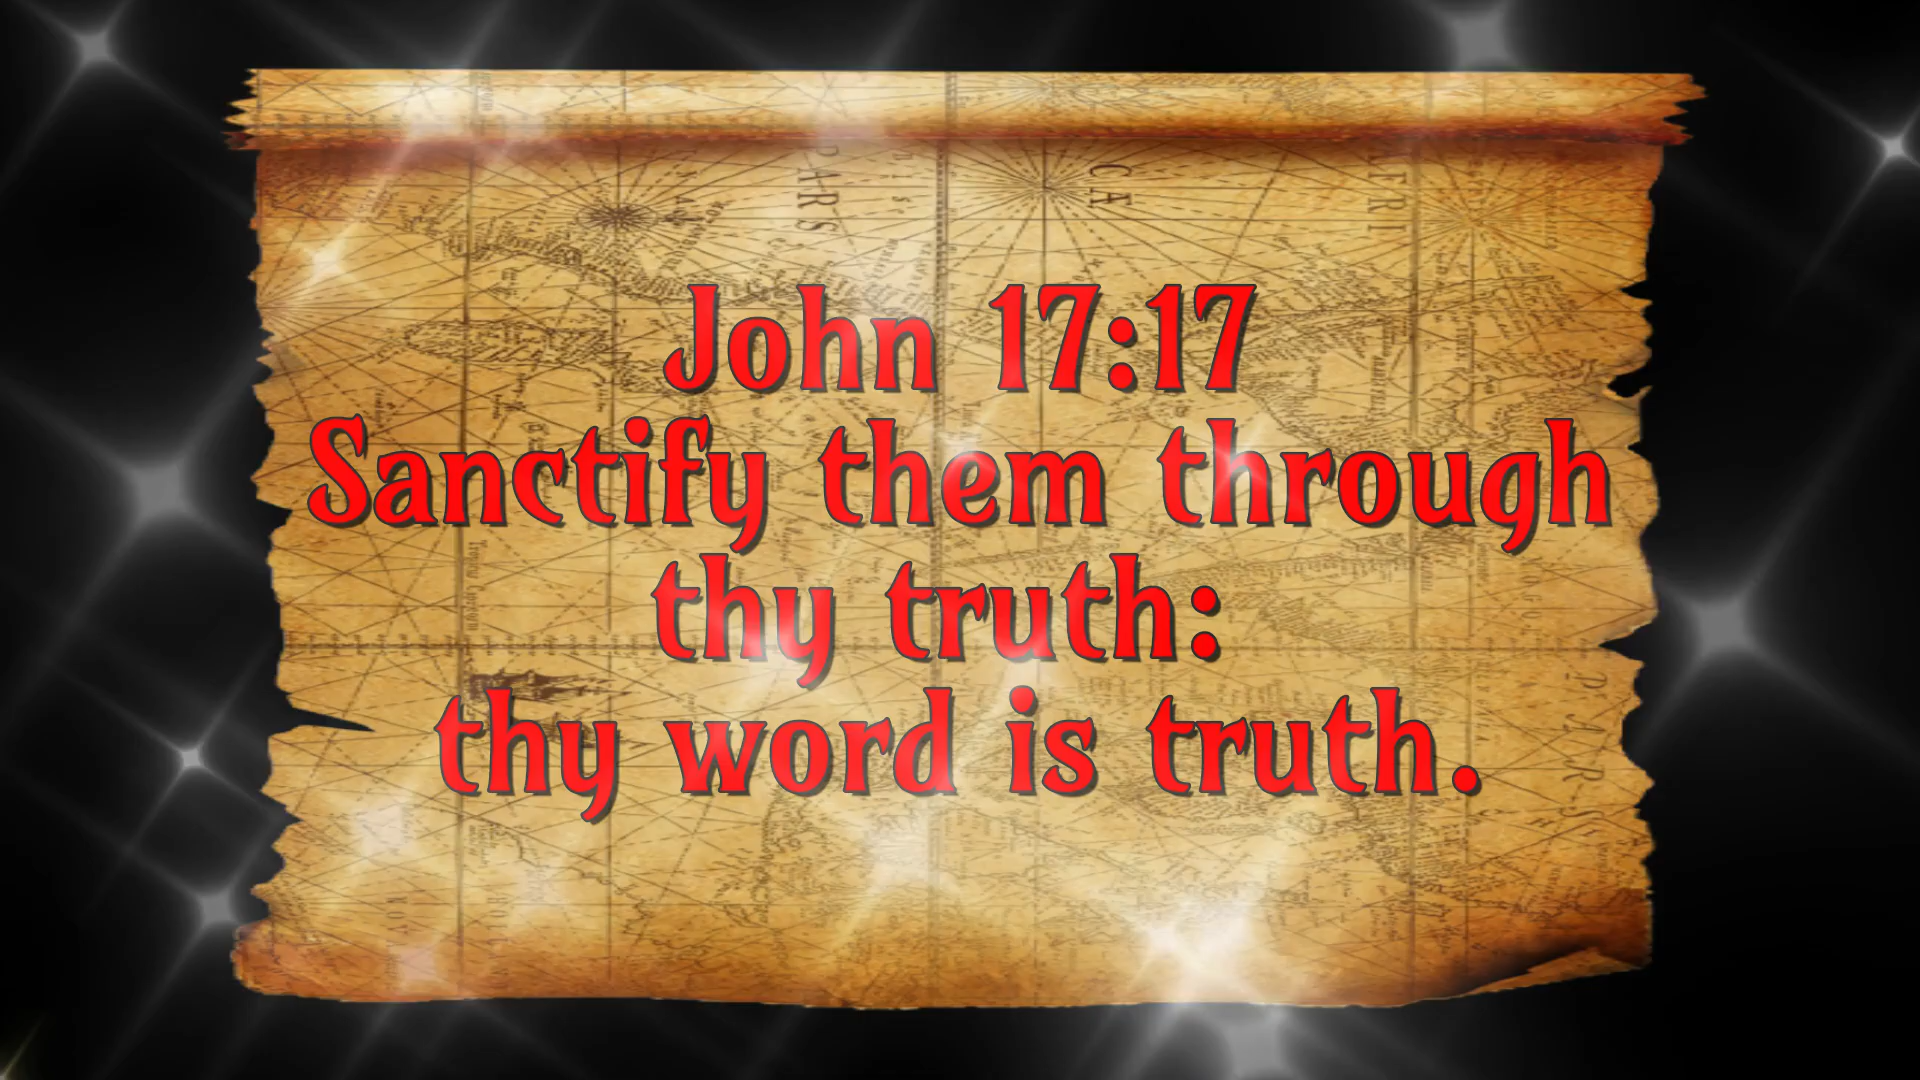 John 17:17
Sanctify them through
thy truth:
thy word is truth.